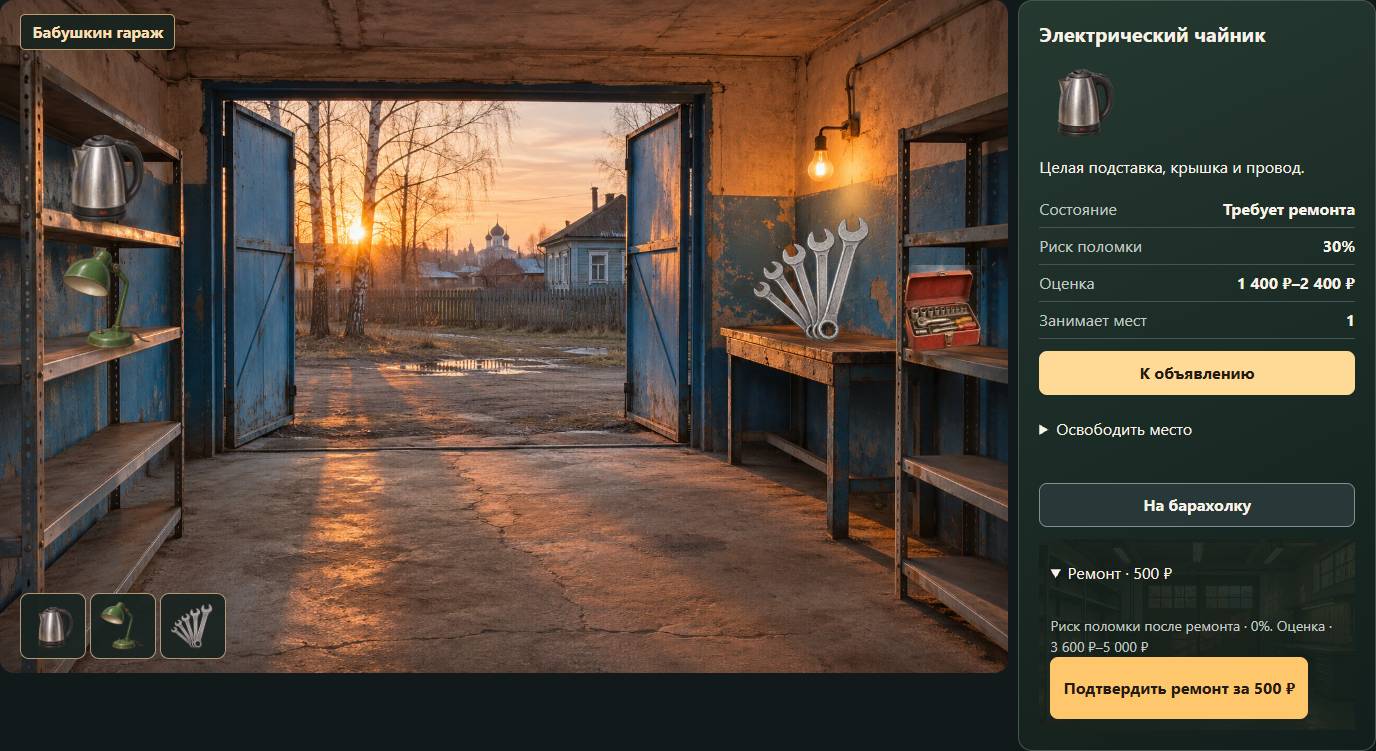 Бабушкин гараж
Электрический чайник
Целая подставка, крышка и провод.
Состояние Требует ремонта
Риск поломки 30%
Оценка 1 400 ₽–2 400 ₽
Занимает мест 1
К объявлению
▶ Освободить место
На барахолку
▼ Ремонт · 500 ₽
Риск поломки после ремонта · 0%. Оценка ·
3 600 ₽–5 000 ₽
Подтвердить ремонт за 500 ₽